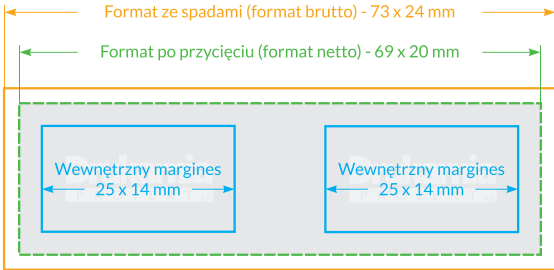 Format ze spadami (format brutto) - 73 x 24 mm
Format po przycięciu (format netto) - 69 x 20 mm
Wewnętrzny margines
25 x 14 mm
Wewnętrzny margines
25 x 14 mm